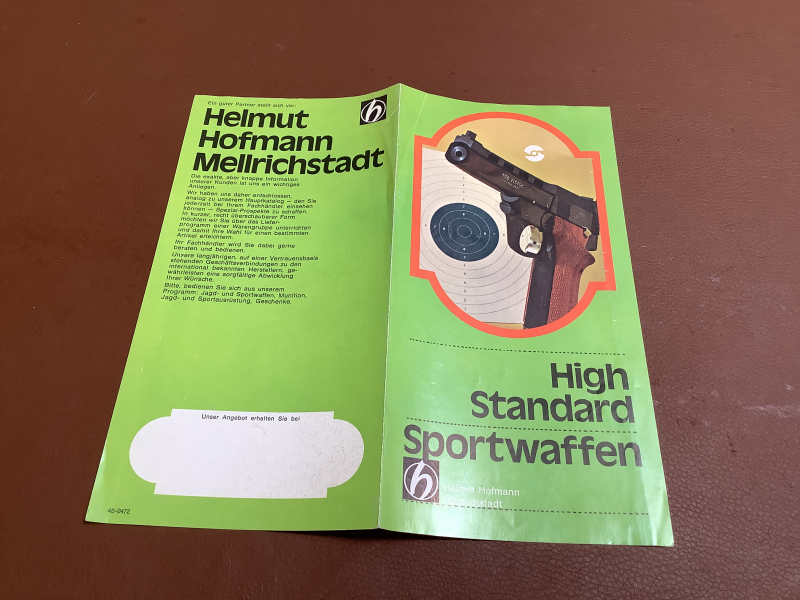 Ein guter Partner stellt sich vor:
Helmut
Hofmann
Mellrichstadt
Die exakte, aber knappe Information
unserer Kunden ist uns ein wichtiges
Anliegen.
Wir haben uns daher entschlossen,
analog zu unserem Hauptkatalog — den Sie
jederzeit bei Ihrem Fachhändler einsehen
können — Spezial-Prospekte zu schaffen.
In kurzer, recht überschaubarer Form
möchten wir Sie über das Liefer-
programm einer Warengruppe unterrichten
und damit Ihre Wahl für einen bestimmten
Artikel erleichtern.
Ihr Fachhändler wird Sie dabei gerne
beraten und bedienen.
Unsere langjährigen, auf einer Vertrauensbasis
stehenden Geschäftsverbindungen zu den
international bekannten Herstellern, ge-
währleisten eine sorgfältige Abwicklung
Ihrer Wünsche.
Bitte, bedienen Sie sich aus unserem
Programm: Jagd- und Sportwaffen, Munition,
Jagd- und Sportausrüstung, Geschenke.
Unser Angebot erhalten Sie bei
4b-0472
h
High
Standard
Sportwaffen
h
Helmut Hofmann
Mellrichstadt